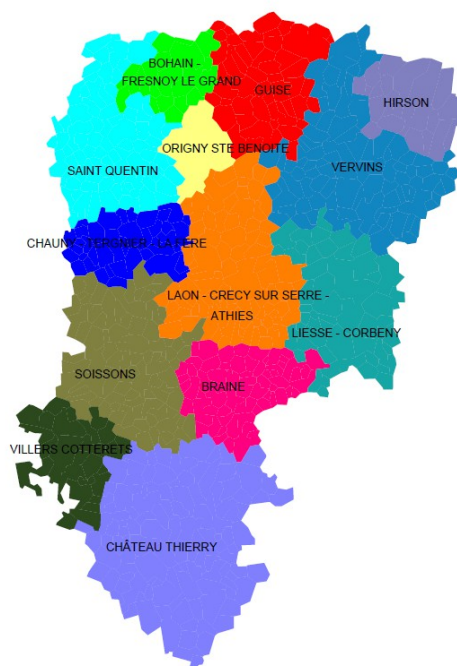 BOHAIN -
FRESNOY LE GRAND
GUISE
HIRSON
ORIGNY STE BENOITE
SAINT QUENTIN
VERVINS
CHAUNY - TERGNIER - LA FERE
LAON - CRECY SUR SERRE -
ATHIES
LIESSE - CORBENY
SOISSONS
BRAINE
VILLERS COTTERETS
CHÂTEAU THIERRY